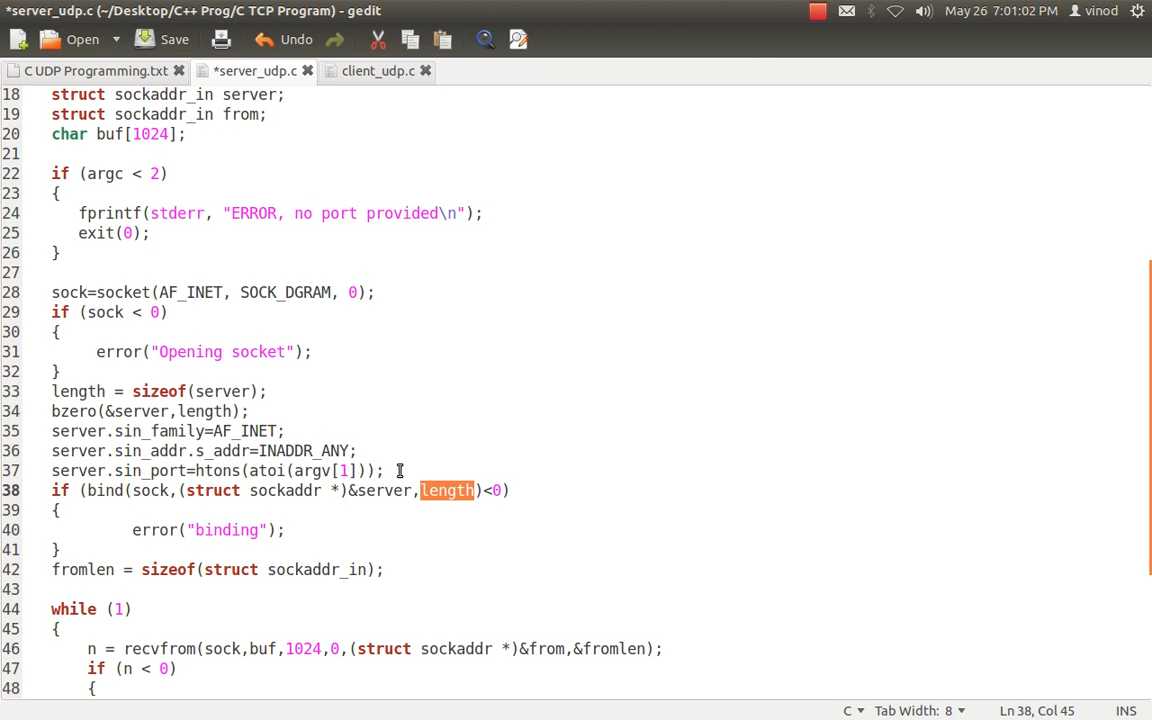 *server_udp.c (~/Desktop/C++ Prog/C TCP Program) - gedit
May 26 7:01:02 PM vinod
Open Save Undo
C UDP Programming.txt *server_udp.c client_udp.c
18 struct sockaddr_in server;
19 struct sockaddr_in from;
20 char buf[1024];
21
22 if (argc < 2)
23 {
24 fprintf(stderr, "ERROR, no port provided\n");
25 exit(0);
26 }
27
28 sock=socket(AF_INET, SOCK_DGRAM, 0);
29 if (sock < 0)
30 {
31 error("Opening socket");
32 }
33 length = sizeof(server);
34 bzero(&server,length);
35 server.sin_family=AF_INET;
36 server.sin_addr.s_addr=INADDR_ANY;
37 server.sin_port=htons(atoi(argv[1]));
38 if (bind(sock,(struct sockaddr *)&server,length)<0)
39 {
40 error("binding");
41 }
42 fromlen = sizeof(struct sockaddr_in);
43
44 while (1)
45 {
46 n = recvfrom(sock,buf,1024,0,(struct sockaddr *)&from,&fromlen);
47 if (n < 0)
48 {
C Tab Width: 8 Ln 38, Col 45 INS